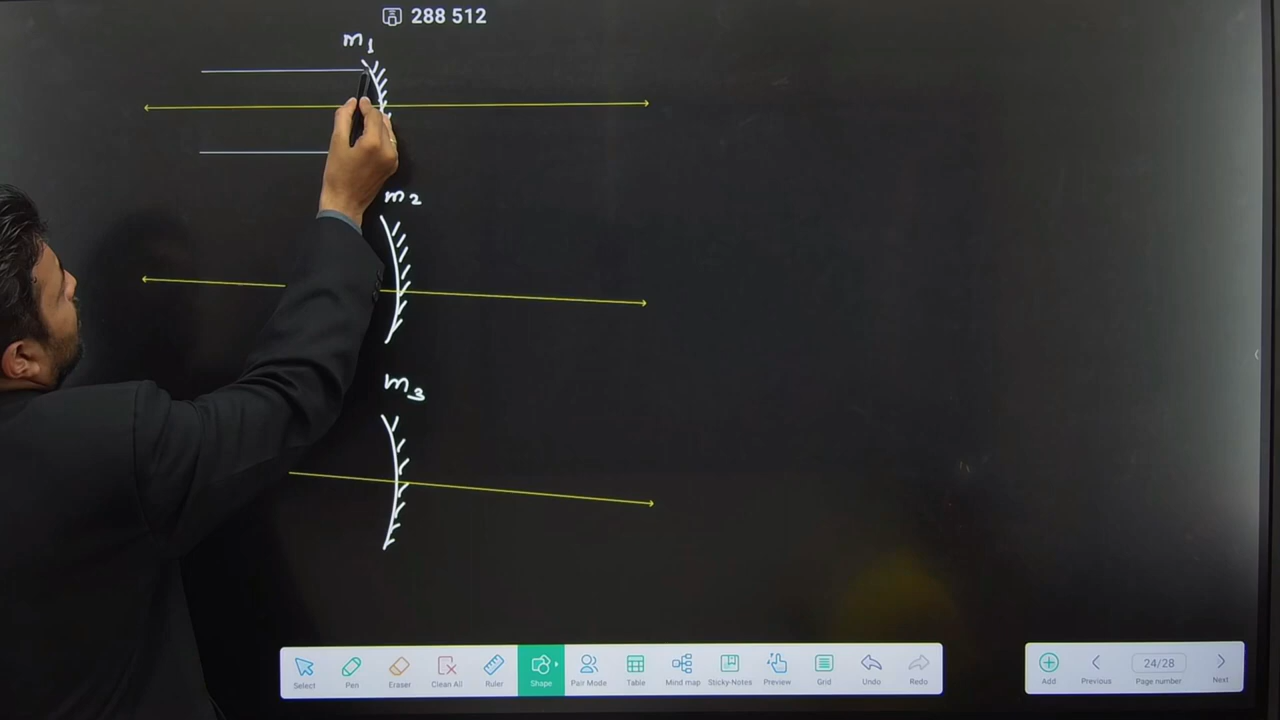 288 512
m1
m2
m3
Select Pen Eraser Clean All Ruler Shape Pair Mode Table Mind map Sticky-Notes Preview Grid Undo Redo
Add Previous 24/28 Page number Next